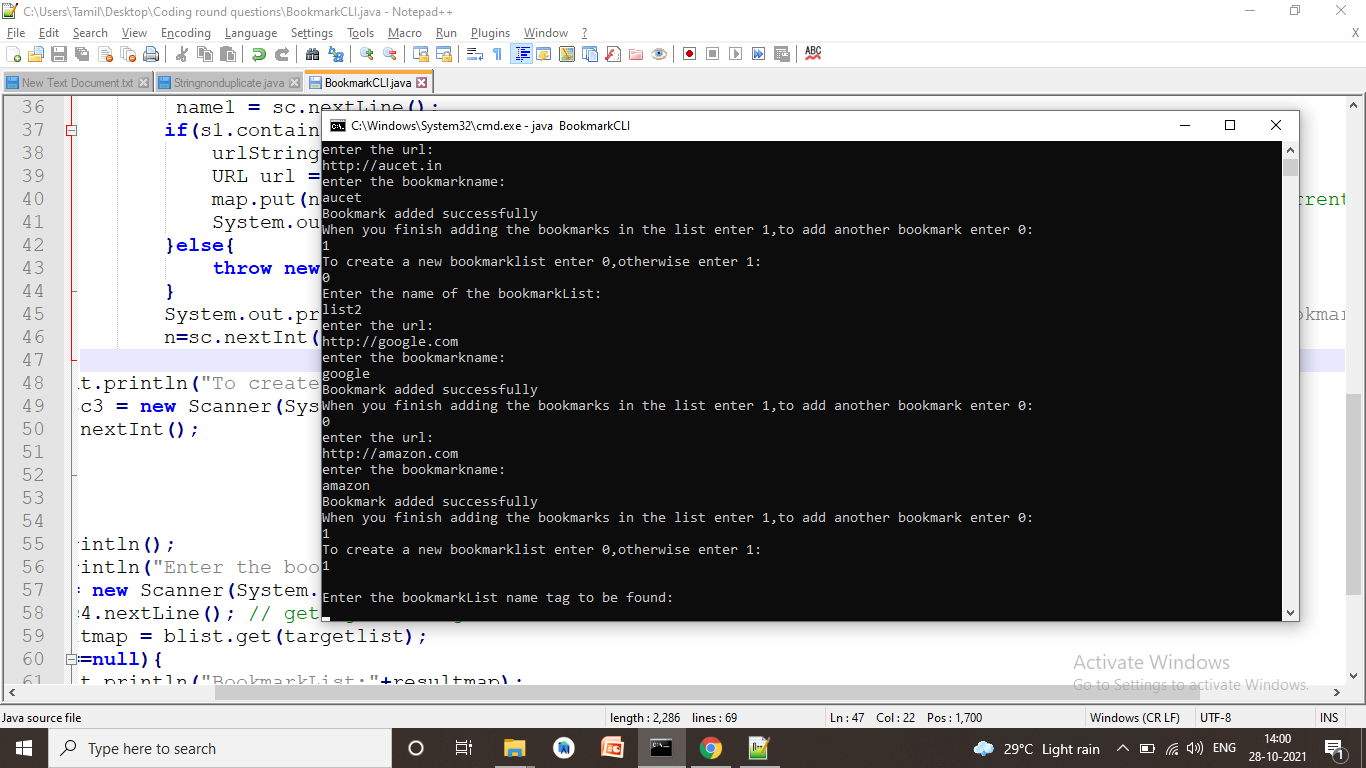 C:\Users\Tamil\Desktop\Coding round questions\BookmarkCLI.java - Notepad++
File Edit Search View Encoding Language Settings Tools Macro Run Plugins Window ? X
New Text Document.txt Stringnonduplicate.java BookmarkCLI.java
36 name1 = sc.nextLine();
37 if(s1.contain
38 urlString
39 URL url =
40 map.put(n
41 System.ou
42 }else{
43 throw new
44 }
45 System.out.pr
46 n=sc.nextInt(
47
48 t.println("To create
49 c3 = new Scanner(Sys
50 nextInt();
51
52
53
54
55 intln();
56 intln("Enter the boo
57 = new Scanner(System.
58 4.nextLine(); // get
59 tmap = blist.get(targetlist);
60 =null){
61 t.println("BookmarkList:"+resultmap);
rrent
okmar
C:\Windows\System32\cmd.exe - java BookmarkCLI
enter the url:
http://aucet.in
enter the bookmarkname:
aucet
Bookmark added successfully
When you finish adding the bookmarks in the list enter 1,to add another bookmark enter 0:
1
To create a new bookmarklist enter 0,otherwise enter 1:
0
Enter the name of the bookmarkList:
list2
enter the url:
http://google.com
enter the bookmarkname:
google
Bookmark added successfully
When you finish adding the bookmarks in the list enter 1,to add another bookmark enter 0:
0
enter the url:
http://amazon.com
enter the bookmarkname:
amazon
Bookmark added successfully
When you finish adding the bookmarks in the list enter 1,to add another bookmark enter 0:
1
To create a new bookmarklist enter 0,otherwise enter 1:
1
Enter the bookmarkList name tag to be found:
Activate Windows
Go to Settings to activate Windows.
Java source file length : 2,286 lines : 69 Ln : 47 Col : 22 Pos : 1,700 Windows (CR LF) UTF-8 INS
Type here to search 29°C Light rain ENG 14:00
28-10-2021 1